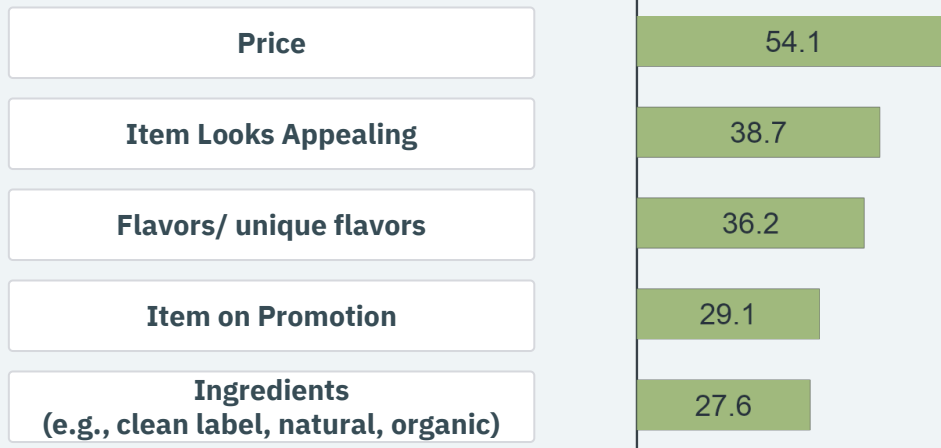 Price 54.1
Item Looks Appealing 38.7
Flavors/ unique flavors 36.2
Item on Promotion 29.1
Ingredients
(e.g., clean label, natural, organic) 27.6